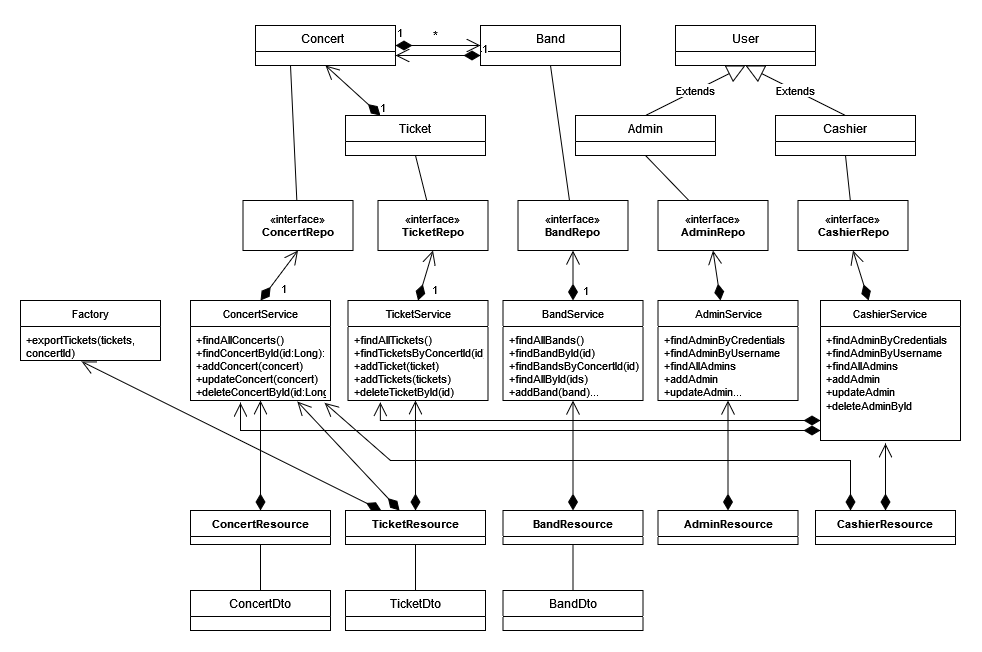 Concert
1
*
Band
1
User
Extends
Extends
1
Ticket
Admin
Cashier
«interface»
ConcertRepo
«interface»
TicketRepo
«interface»
BandRepo
«interface»
AdminRepo
«interface»
CashierRepo
1
1
1
Factory
+exportTickets(tickets,
concertId)
ConcertService
+findAllConcerts()
+findConcertById(id:Long):
+addConcert(concert)
+updateConcert(concert)
+deleteConcertById(id:Long
TicketService
+findAllTickets()
+findTicketsByConcertId(id
+addTicket(ticket)
+addTickets(tickets)
+deleteTicketById(id)
BandService
+findAllBands()
+findBandById(id)
+findBandsByConcertId(id)
+findAllById(ids)
+addBand(band)...
AdminService
+findAdminByCredentials
+findAdminByUsername
+findAllAdmins
+addAdmin
+updateAdmin...
CashierService
+findAdminByCredentials
+findAdminByUsername
+findAllAdmins
+addAdmin
+updateAdmin
+deleteAdminById
ConcertResource
TicketResource
BandResource
AdminResource
CashierResource
ConcertDto
TicketDto
BandDto